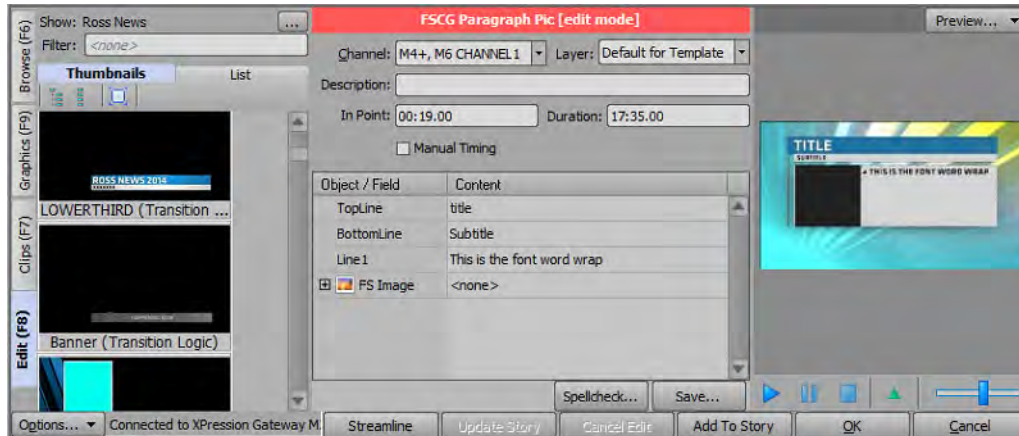 Show: Ross News ...
Filter: <none>
Thumbnails List
ROSS NEWS 2014
LOWERTHIRD (Transition ...
Banner (Transition Logic)
Browse (F6)
Graphics (F9)
Clips (F7)
Edit (F8)
Options... Connected to XPression Gateway M
FSCG Paragraph Pic [edit mode]
Channel: M4+, M6 CHANNEL1 Layer: Default for Template
Description:
In Point: 00:19.00 Duration: 17:35.00
Manual Timing
Object / Field Content
TopLine title
BottomLine Subtitle
Line1 This is the font word wrap
FS Image <none>
Spellcheck... Save...
Streamline Update Story Cancel Edit Add To Story OK Cancel
Preview...
TITLE
SUBTITLE
THIS IS THE FONT WORD WRAP